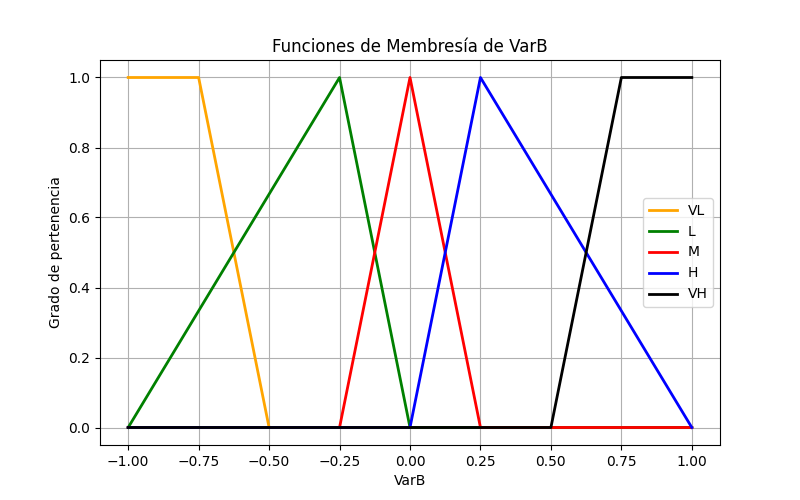 Funciones de Membresía de VarB
Grado de pertenencia
1.0
0.8
0.6
0.4
0.2
0.0
VL
L
M
H
VH
−1.00 −0.75 −0.50 −0.25 0.00 0.25 0.50 0.75 1.00
VarB